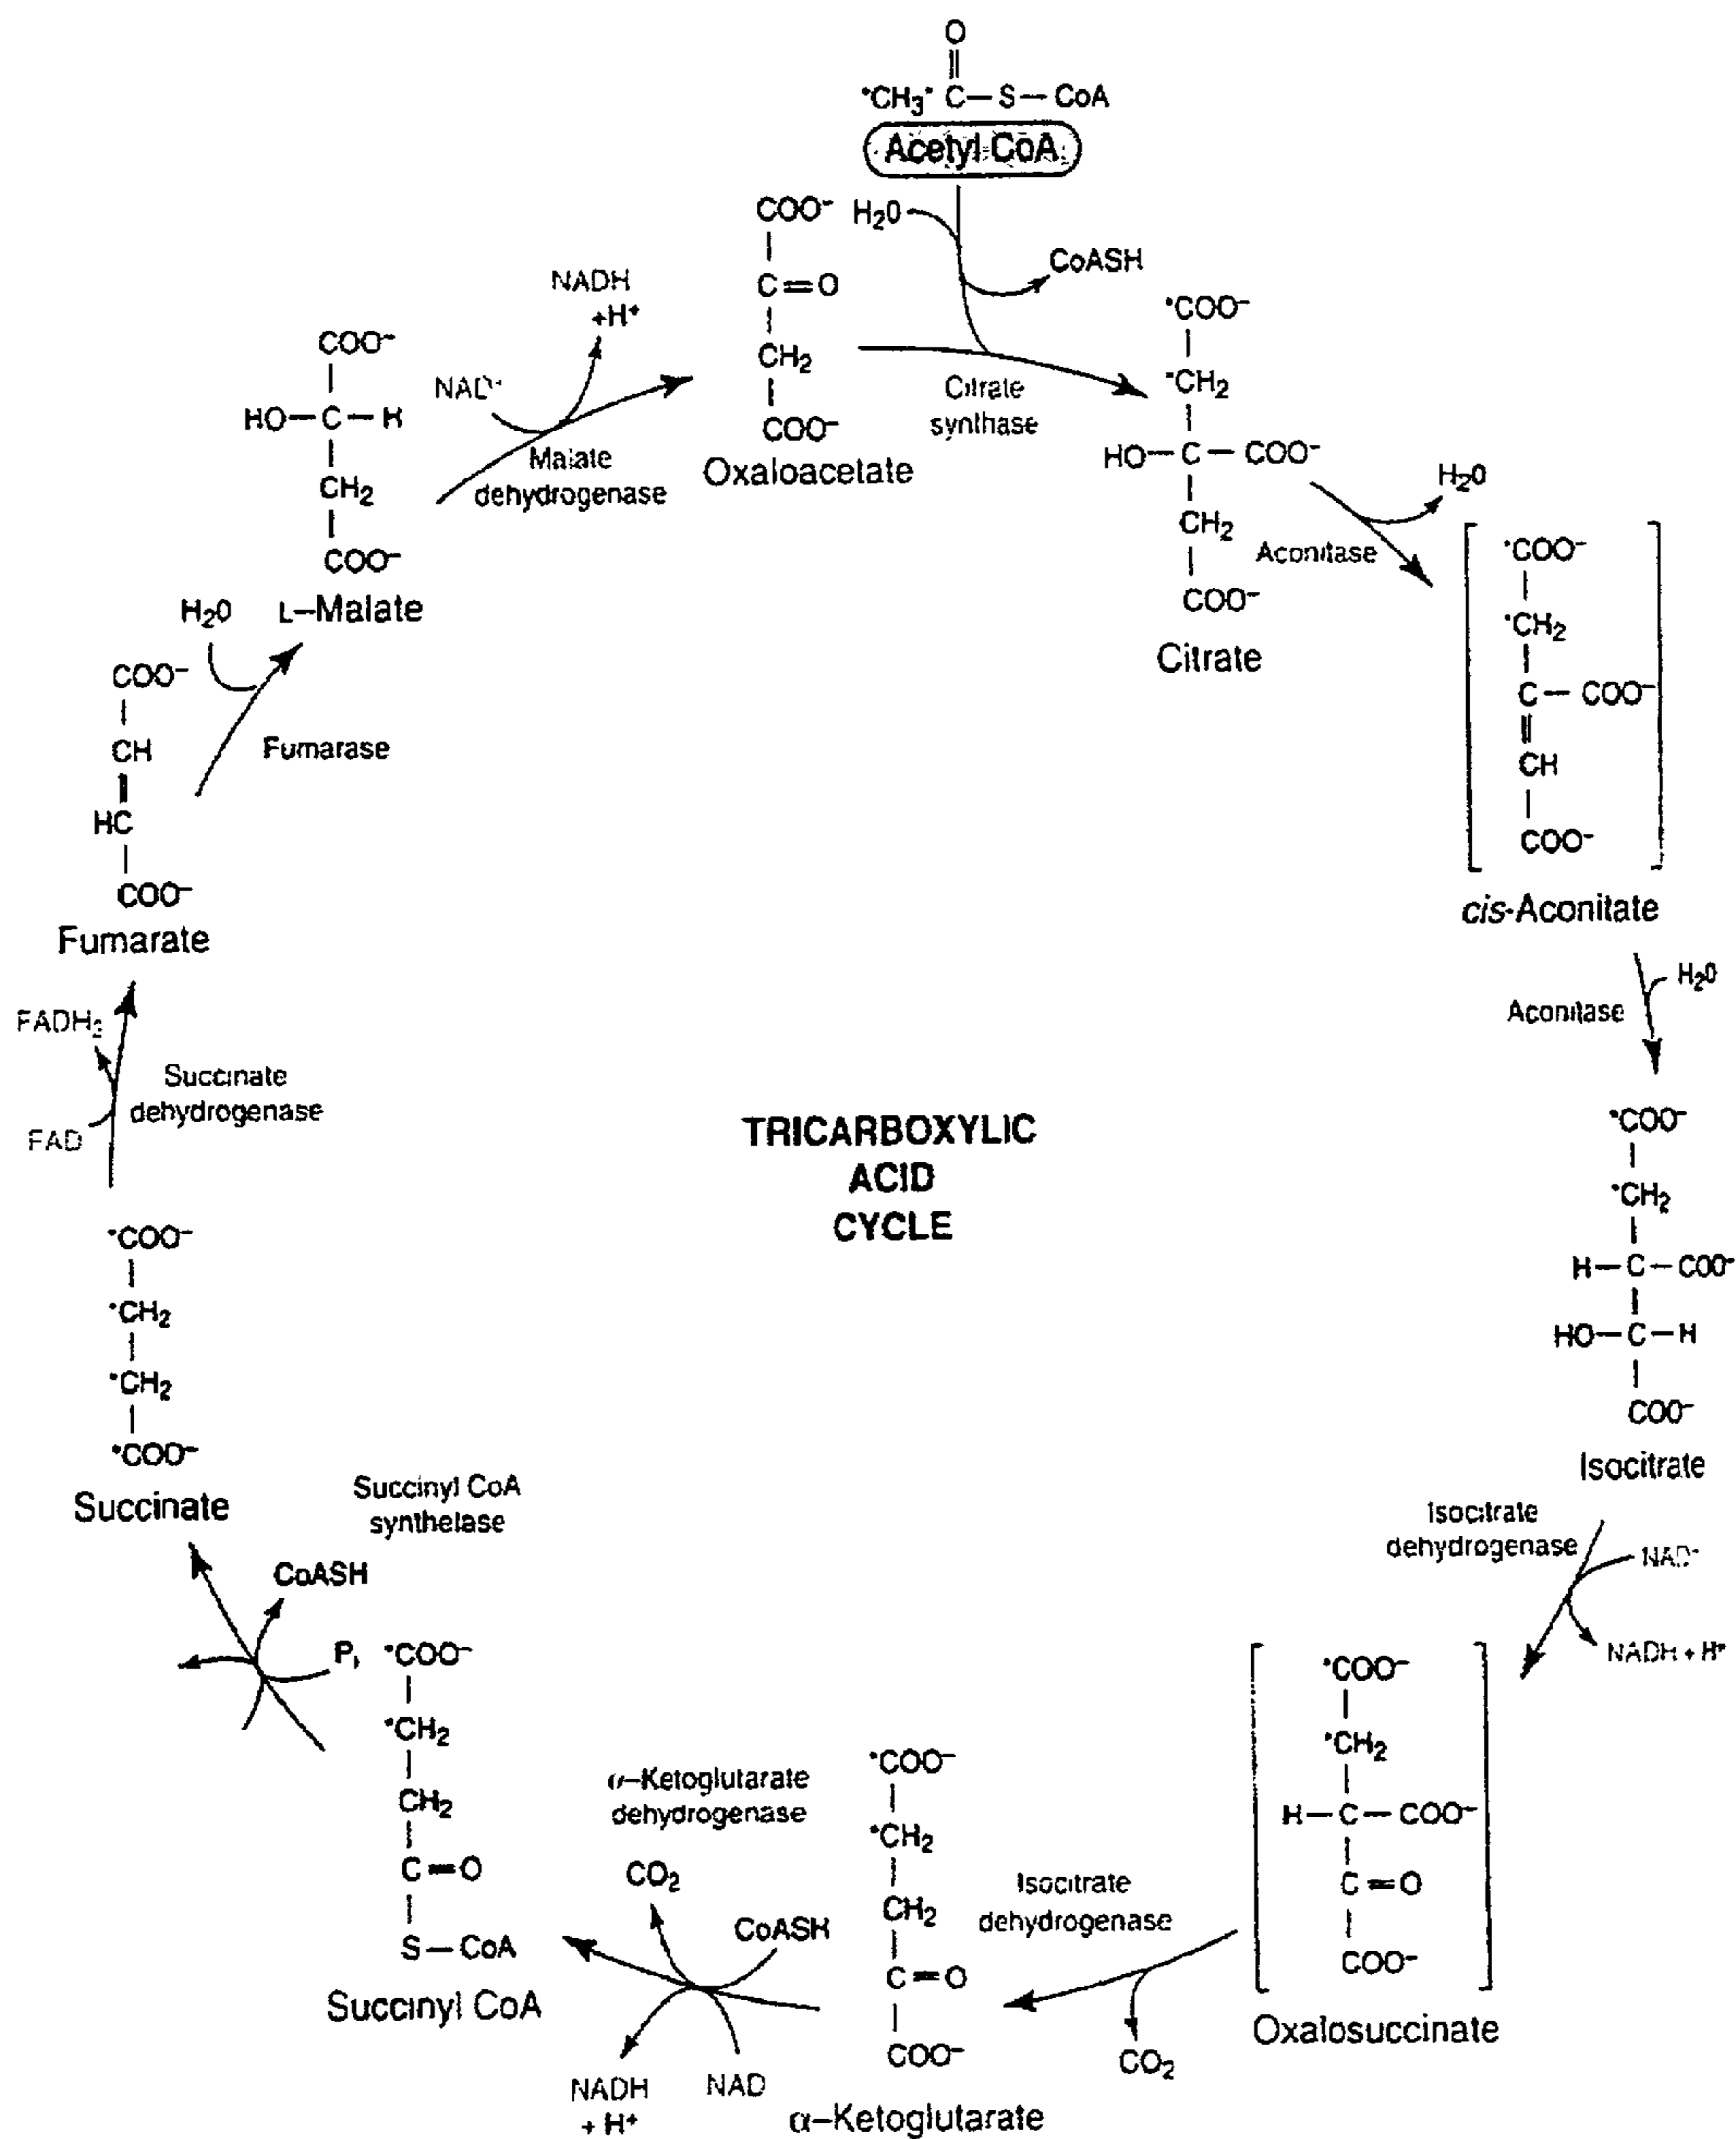 O
*CH₃* C—S—CoA
Acetyl CoA
H₂O
CoASH
COO⁻
C=O
CH₂
COO⁻
Oxaloacetate
Citrate
synthase
*COO⁻
*CH₂
HO—C—COO⁻
CH₂
COO⁻
Citrate
H₂O
Aconitase
*COO⁻
*CH₂
C—COO⁻
CH
COO⁻
cis-Aconitate
H₂O
Aconitase
*COO⁻
*CH₂
H—C—COO⁻
HO—C—H
COO⁻
Isocitrate
Isocitrate
dehydrogenase
NAD⁺
NADH + H⁺
*COO⁻
*CH₂
H—C—COO⁻
C=O
COO⁻
Oxalosuccinate
Isocitrate
dehydrogenase
CO₂
*COO⁻
*CH₂
CH₂
C=O
COO⁻
α–Ketoglutarate
α–Ketoglutarate
dehydrogenase
CO₂
CoASH
NADH
+ H⁺
NAD
*COO⁻
*CH₂
CH₂
C=O
S—CoA
Succinyl CoA
Succinyl CoA
synthelase
CoASH
Pᵢ
*COO⁻
*CH₂
*CH₂
*COO⁻
Succinate
Succinate
dehydrogenase
FADH₂
FAD
COO⁻
CH
HC
COO⁻
Fumarate
H₂O
Fumarase
COO⁻
HO—C—H
CH₂
COO⁻
L–Malate
NAD⁺
NADH
+H⁺
Malate
dehydrogenase
TRICARBOXYLIC
ACID
CYCLE